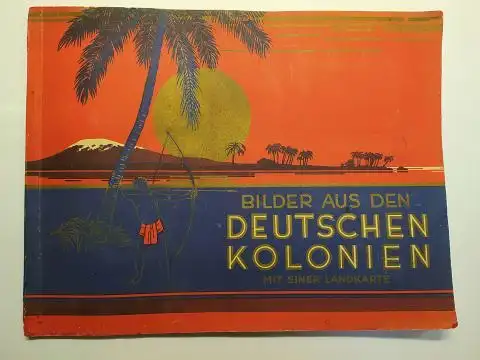 BILDER AUS DEN
DEUTSCHEN
KOLONIEN
MIT EINER LANDKARTE